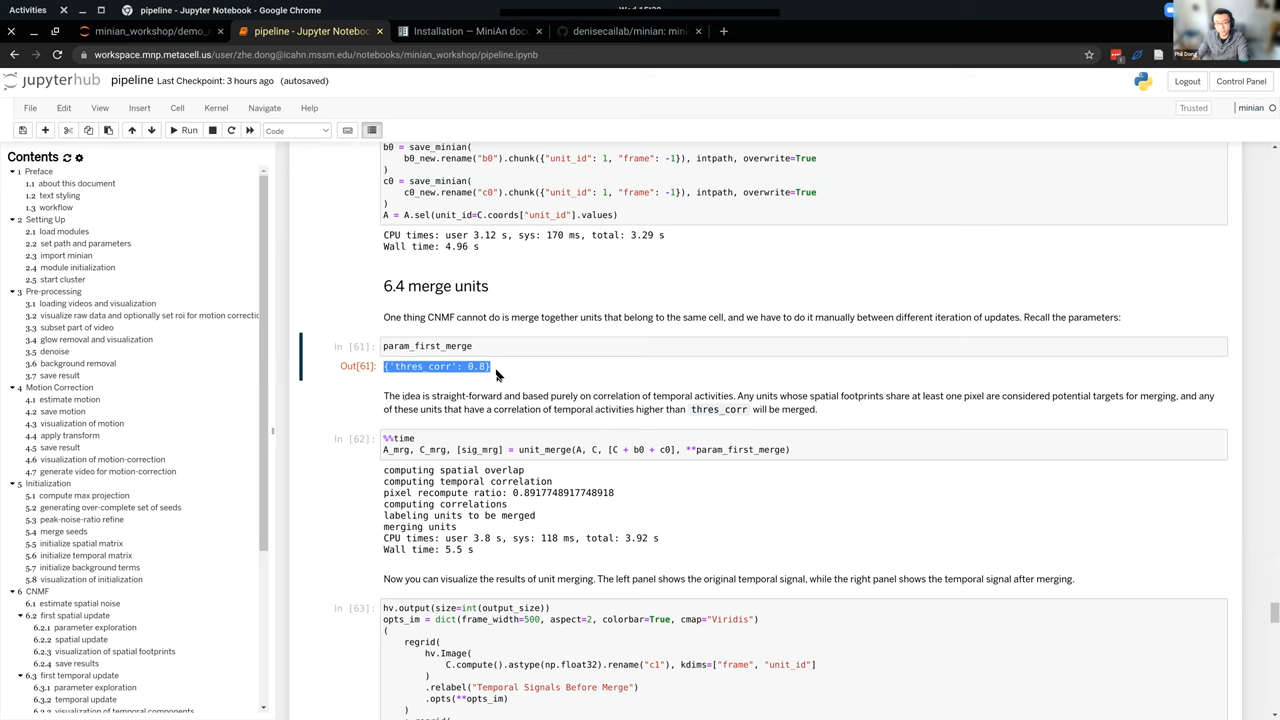 Activities
pipeline - Jupyter Notebook - Google Chrome
minian_workshop/demo_n
pipeline - Jupyter Notebo
Installation — MiniAn doc
denisecailab/minian: mini
workspace.mnp.metacell.us/user/zhe.dong@icahn.mssm.edu/notebooks/minian_workshop/pipeline.ipynb
Phil Dong
jupyterhub
pipeline Last Checkpoint: 3 hours ago (autosaved)
Logout
Control Panel
File Edit View Insert Cell Kernel Navigate Help
Trusted
minian
Run
Code
Contents
1 Preface
1.1 about this document
1.2 text styling
1.3 workflow
2 Setting Up
2.1 load modules
2.2 set path and parameters
2.3 import minian
2.4 module initialization
2.5 start cluster
3 Pre-processing
3.1 loading videos and visualization
3.2 visualize raw data and optionally set roi for motion correctio
3.3 subset part of video
3.4 glow removal and visualization
3.5 denoise
3.6 background removal
3.7 save result
4 Motion Correction
4.1 estimate motion
4.2 save motion
4.3 visualization of motion
4.4 apply transform
4.5 save result
4.6 visualization of motion-correction
4.7 generate video for motion-correction
5 Initialization
5.1 compute max projection
5.2 generating over-complete set of seeds
5.3 peak-noise-ratio refine
5.4 merge seeds
5.5 initialize spatial matrix
5.6 initialize temporal matrix
5.7 initialize background terms
5.8 visualization of initialization
6 CNMF
6.1 estimate spatial noise
6.2 first spatial update
6.2.1 parameter exploration
6.2.2 spatial update
6.2.3 visualization of spatial footprints
6.2.4 save results
6.3 first temporal update
6.3.1 parameter exploration
6.3.2 temporal update
6.3.3 visualization of temporal components
b0 = save_minian(
b0_new.rename("b0").chunk({"unit_id": 1, "frame": -1}), intpath, overwrite=True
)
c0 = save_minian(
c0_new.rename("c0").chunk({"unit_id": 1, "frame": -1}), intpath, overwrite=True
)
A = A.sel(unit_id=C.coords["unit_id"].values)
CPU times: user 3.12 s, sys: 170 ms, total: 3.29 s
Wall time: 4.96 s
6.4 merge units
One thing CNMF cannot do is merge together units that belong to the same cell, and we have to do it manually between different iteration of updates. Recall the parameters:
In [61]: param_first_merge
Out[61]: {'thres_corr': 0.8}
The idea is straight-forward and based purely on correlation of temporal activities. Any units whose spatial footprints share at least one pixel are considered potential targets for merging, and any
of these units that have a correlation of temporal activities higher than thres_corr will be merged.
In [62]: %%time
A_mrg, C_mrg, [sig_mrg] = unit_merge(A, C, [C + b0 + c0], **param_first_merge)
computing spatial overlap
computing temporal correlation
pixel recompute ratio: 0.8917748917748918
computing correlations
labeling units to be merged
merging units
CPU times: user 3.8 s, sys: 118 ms, total: 3.92 s
Wall time: 5.5 s
Now you can visualize the results of unit merging. The left panel shows the original temporal signal, while the right panel shows the temporal signal after merging.
In [63]: hv.output(size=int(output_size))
opts_im = dict(frame_width=500, aspect=2, colorbar=True, cmap="Viridis")
(
regrid(
hv.Image(
C.compute().astype(np.float32).rename("c1"), kdims=["frame", "unit_id"]
)
.relabel("Temporal Signals Before Merge")
.opts(**opts_im)
)